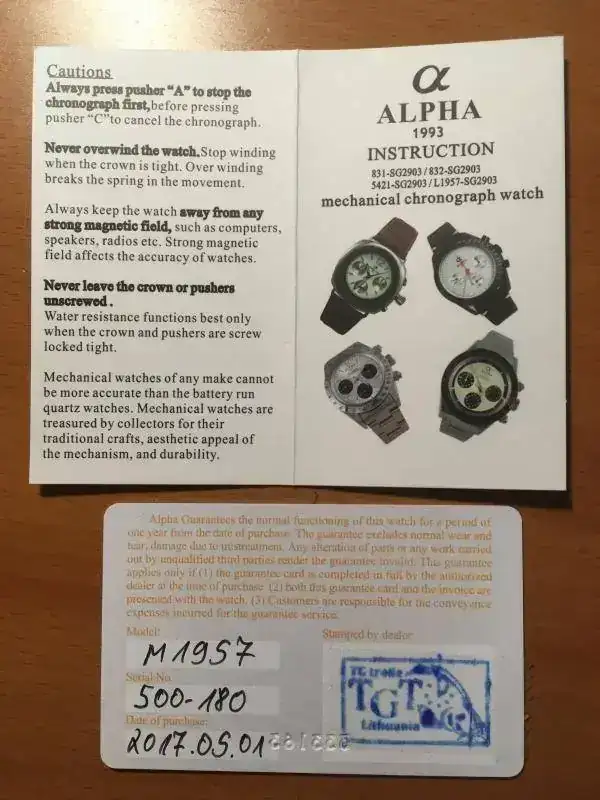 Cautions
Always press pusher “A” to stop the
chronograph first, before pressing
pusher “C”to cancel the chronograph.
Never overwind the watch. Stop winding
when the crown is tight. Over winding
breaks the spring in the movement.
Always keep the watch away from any
strong magnetic field, such as computers,
speakers, radios etc. Strong magnetic
field affects the accuracy of watches.
Never leave the crown or pushers
unscrewed .
Water resistance functions best only
when the crown and pushers are screw
locked tight.
Mechanical watches of any make cannot
be more accurate than the battery run
quartz watches. Mechanical watches are
treasured by collectors for their
traditional crafts, aesthetic appeal of
the mechanism, and durability.
α
ALPHA
1993
INSTRUCTION
831-SG2903 / 832-SG2903
5421-SG2903 / L1957-SG2903
mechanical chronograph watch
Alpha Guarantees the normal functioning of this watch for a period of
one year from the date of purchase. The guarantee excludes normal wear and
tear, damage due to mistreatment. Any alteration of parts or any work carried
out by unqualified third parties render the guarantee invalid. This guarantee
applies only if (1) the guarantee card is completed in full by the authorized
dealer at the time of purchase (2) both this guarantee card and the invoice are
presented with the watch. (3) Customers are responsible for the conveyance
expenses incurred for the guarantee service.
Model:
M1957
Serial No.
500-180
Date of purchase:
2017.05.01
Stamped by dealer
TG trade
TGT
Lithuania